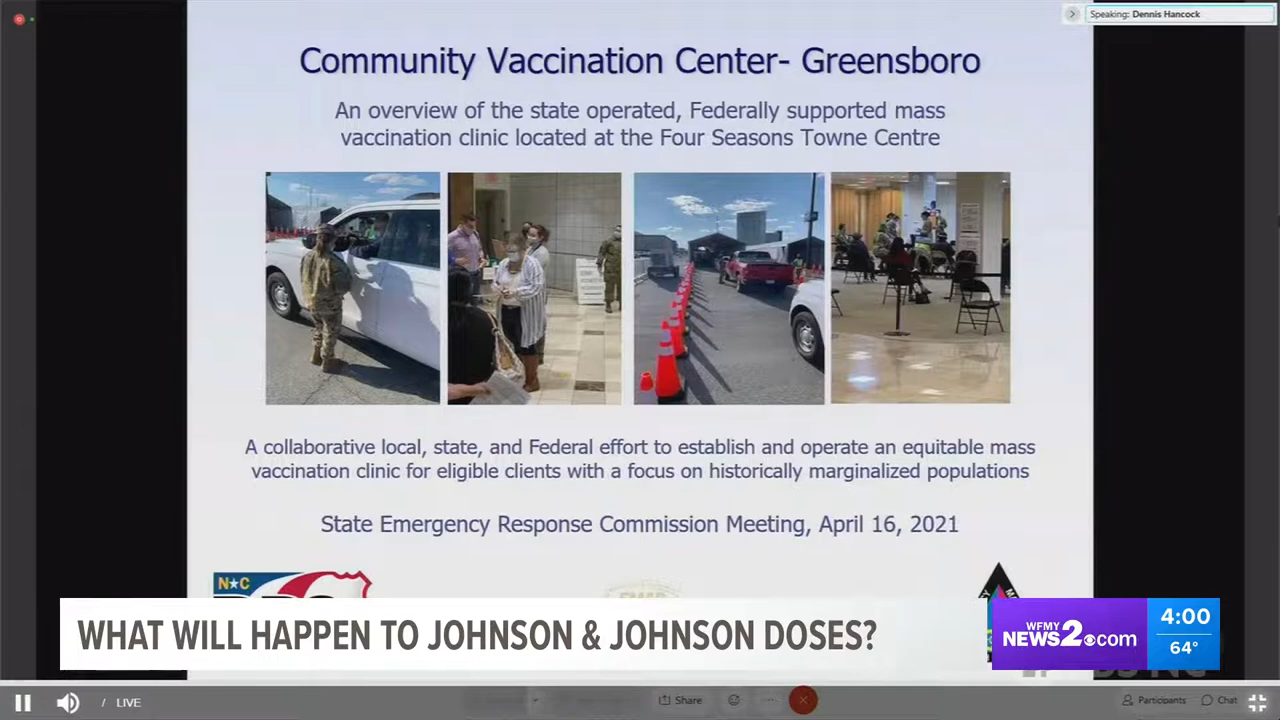 Speaking: Dennis Hancock
Community Vaccination Center- Greensboro
An overview of the state operated, Federally supported mass
vaccination clinic located at the Four Seasons Towne Centre
A collaborative local, state, and Federal effort to establish and operate an equitable mass
vaccination clinic for eligible clients with a focus on historically marginalized populations
State Emergency Response Commission Meeting, April 16, 2021
N★C
WHAT WILL HAPPEN TO JOHNSON & JOHNSON DOSES?
WFMY
NEWS 2 .com
4:00
64°
/ LIVE
Share
Participants
Chat